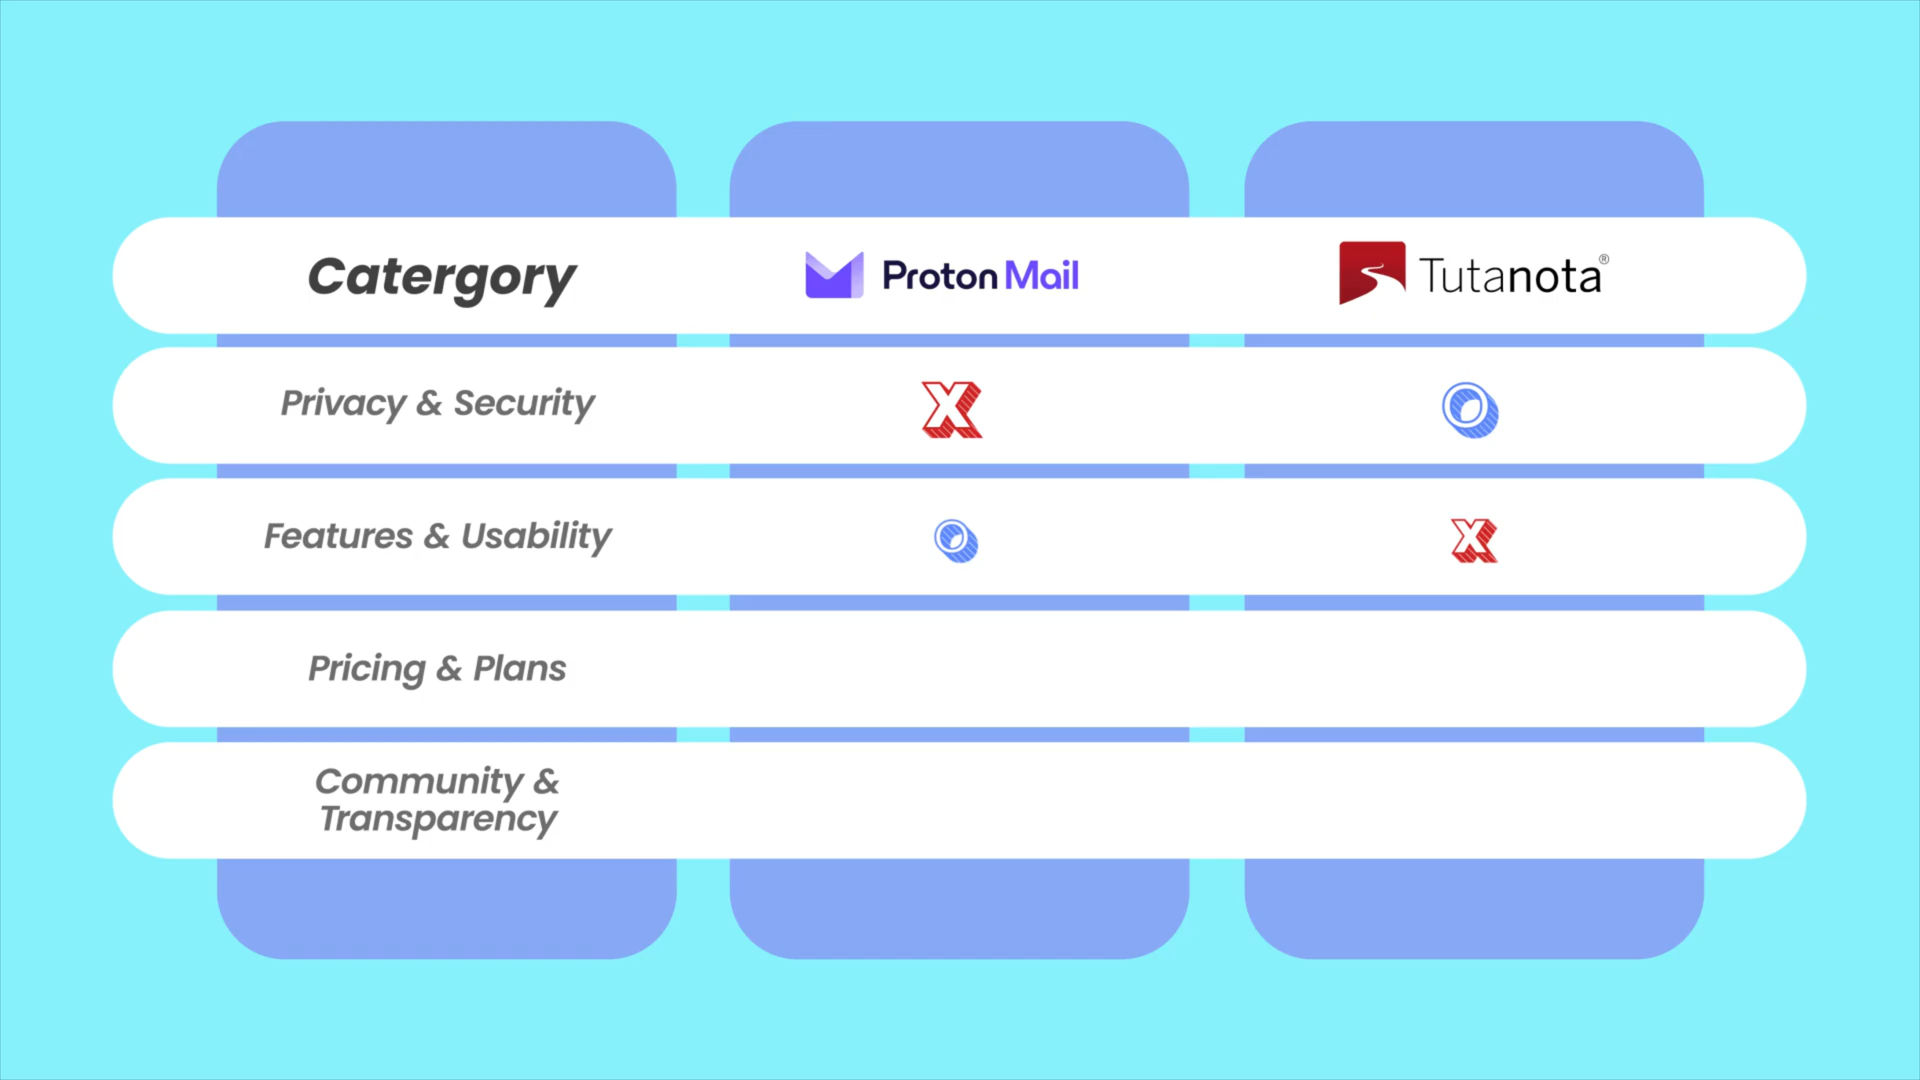 Catergory
Proton Mail
Tutanota®
Privacy & Security
X
O
Features & Usability
O
X
Pricing & Plans
Community &
Transparency